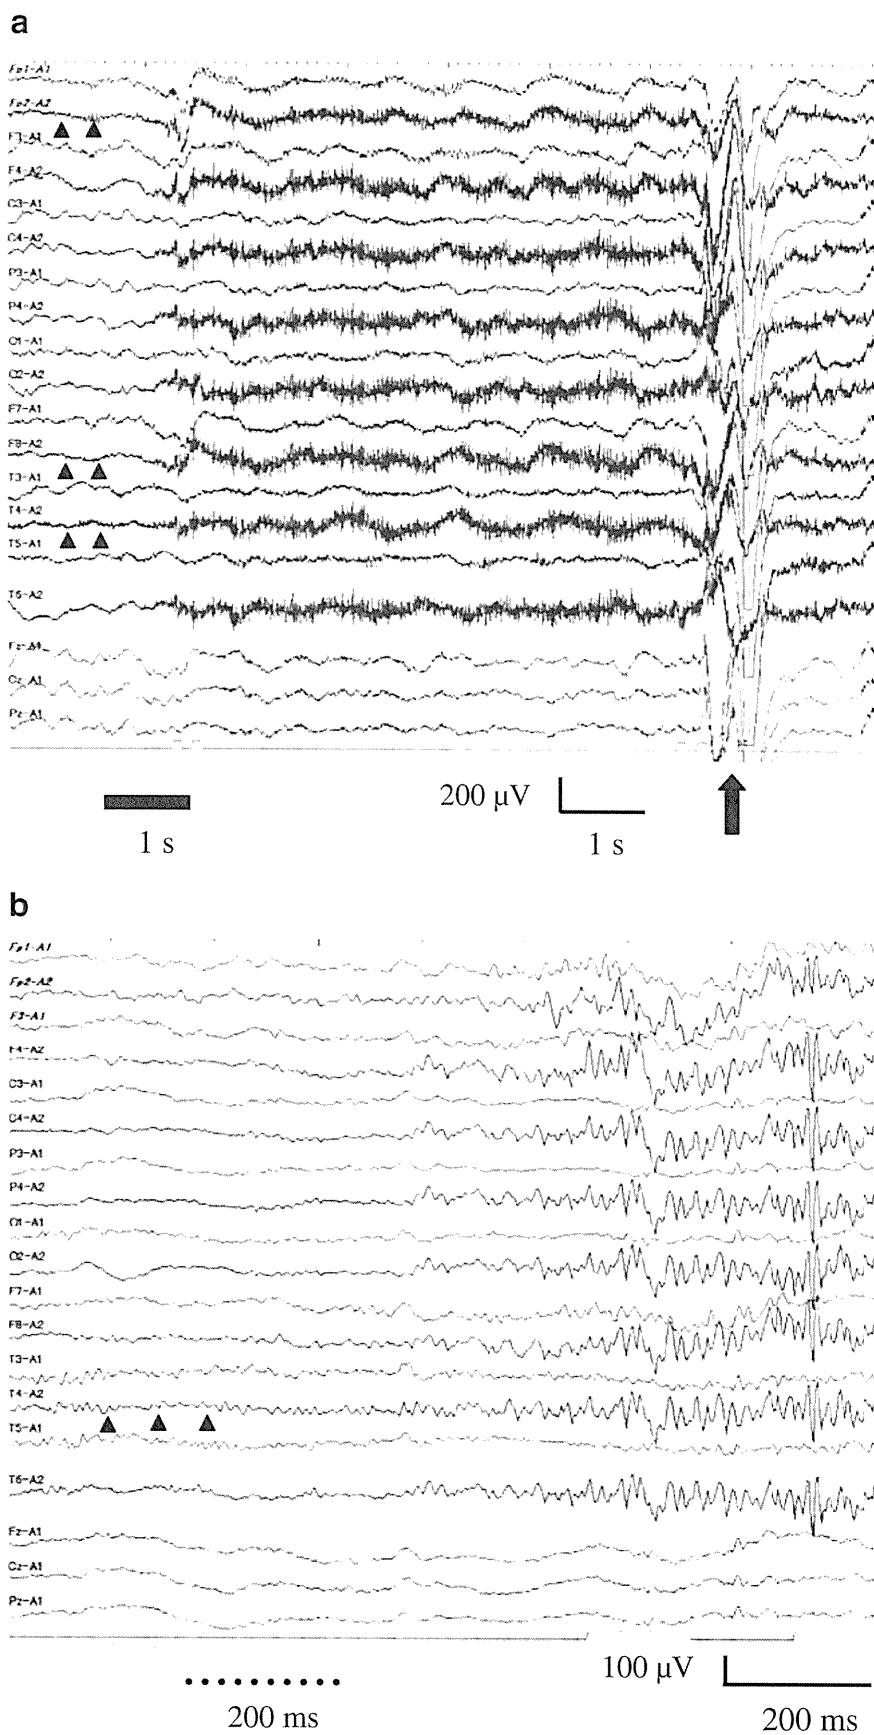 a
Fp1-A1
Fp2-A2
F3-A1
F4-A2
C3-A1
C4-A2
P3-A1
P4-A2
O1-A1
O2-A2
F7-A1
F8-A2
T3-A1
T4-A2
T5-A1
T6-A2
Fz-A1
Cz-A1
Pz-A1
1 s
200 μV
1 s
b
Fp1-A1
Fp2-A2
F3-A1
F4-A2
C3-A1
C4-A2
P3-A1
P4-A2
O1-A1
O2-A2
F7-A1
F8-A2
T3-A1
T4-A2
T5-A1
T6-A2
Fz-A1
Cz-A1
Pz-A1
200 ms
100 μV
200 ms